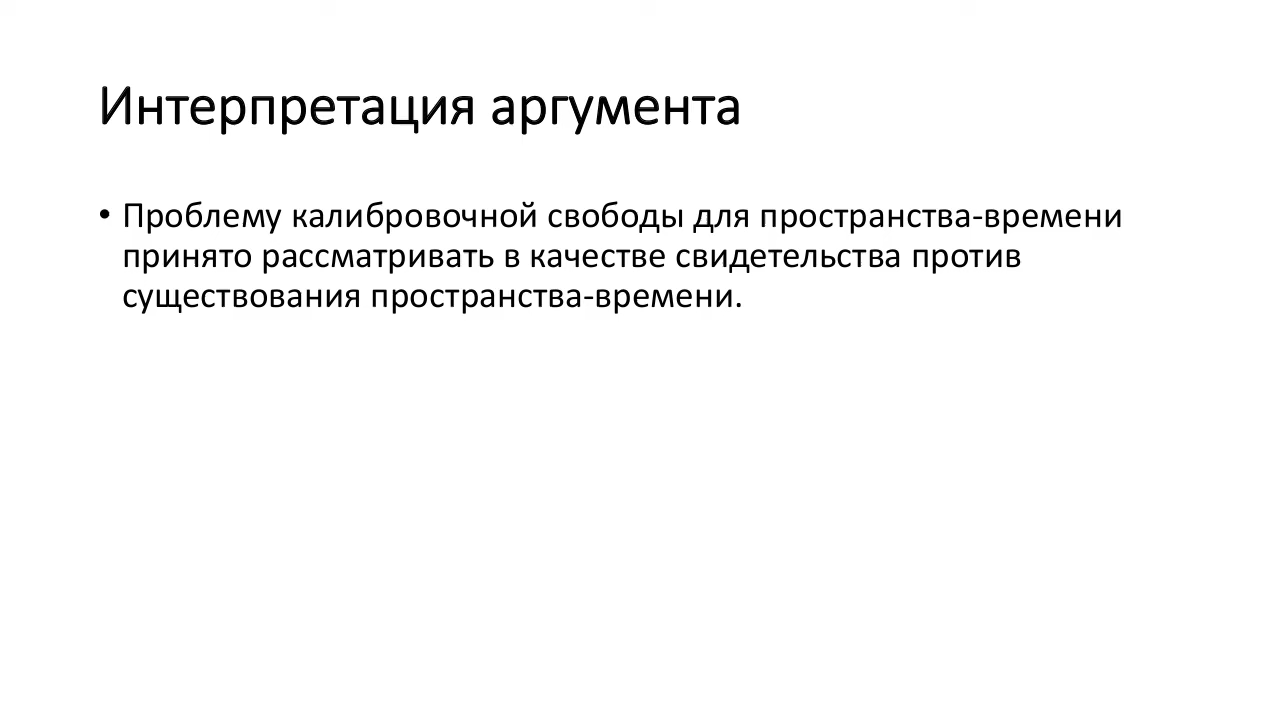 Интерпретация аргумента
• Проблему калибровочной свободы для пространства-времени
принято рассматривать в качестве свидетельства против
существования пространства-времени.